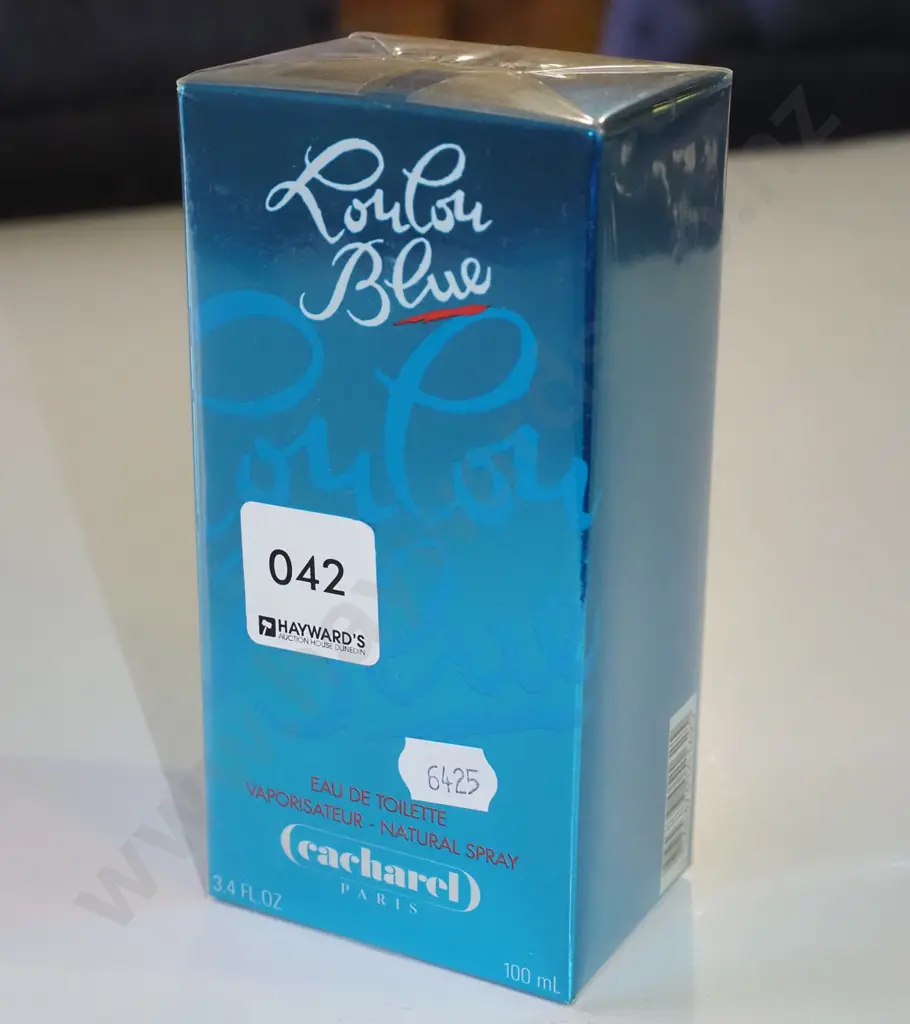 LouLou
Blue
LouLou
042
HAYWARD'S
AUCTION HOUSE DUNEDIN
6425
EAU DE TOILETTE
VAPORISATEUR - NATURAL SPRAY
cacharel
PARIS
3.4 FL OZ
100 mL